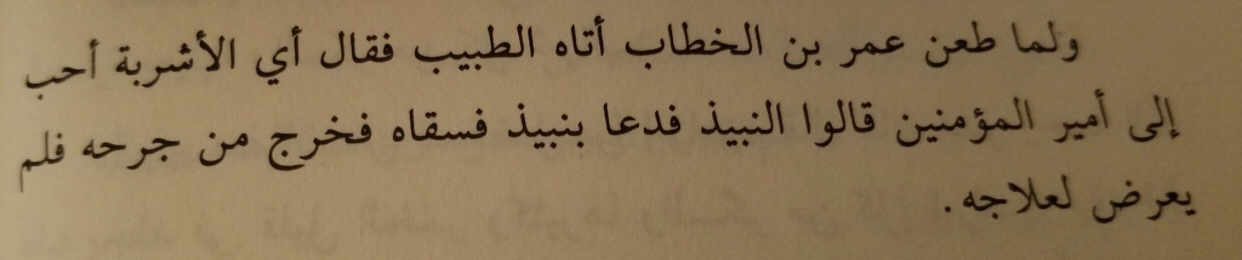 ولما طعن عمر بن الخطاب أتاه الطبيب فقال أي الأشربة أحب
إلى أمير المؤمنين قالوا النبيذ فدعا بنبيذ فسقاه فخرج من جرحه فلم
يعرض لعلاجه.